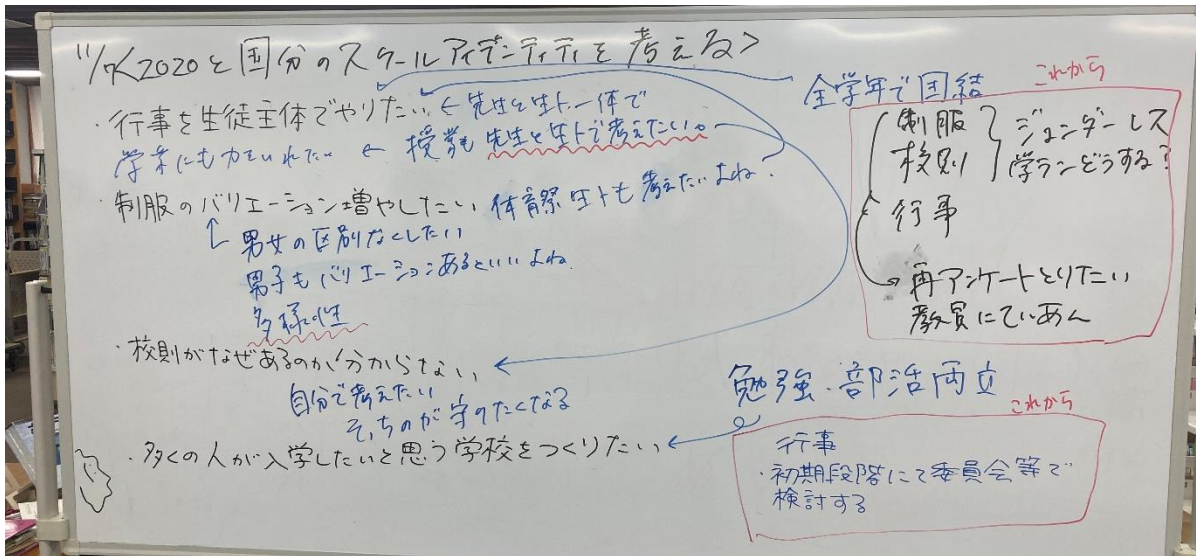 11/7K2020と国分のスクールアイデンティティを考える>
・行事を生徒主体でやりたい ← 先生と生ト一体で
学業にも力をいれたい ← 授業も先生と生トで考えたい。
・制服のバリエーション増やしたい 体育祭生トも考えたいよね.
男女の区別なくしたい
男子もバリエーションあるといいよね.
多様性
・校則がなぜあるのか分からない
自分で考えたい
そっちのが守りたくなる
・多くの人が入学したいと思う学校をつくりたい
全学年で団結
これから
制服
校則
ジェンダーレス
学ランどうする?
行事
再アンケートとりたい
教員にていあん
勉強・部活両立
これから
行事
・初期段階にて委員会等で
検討する